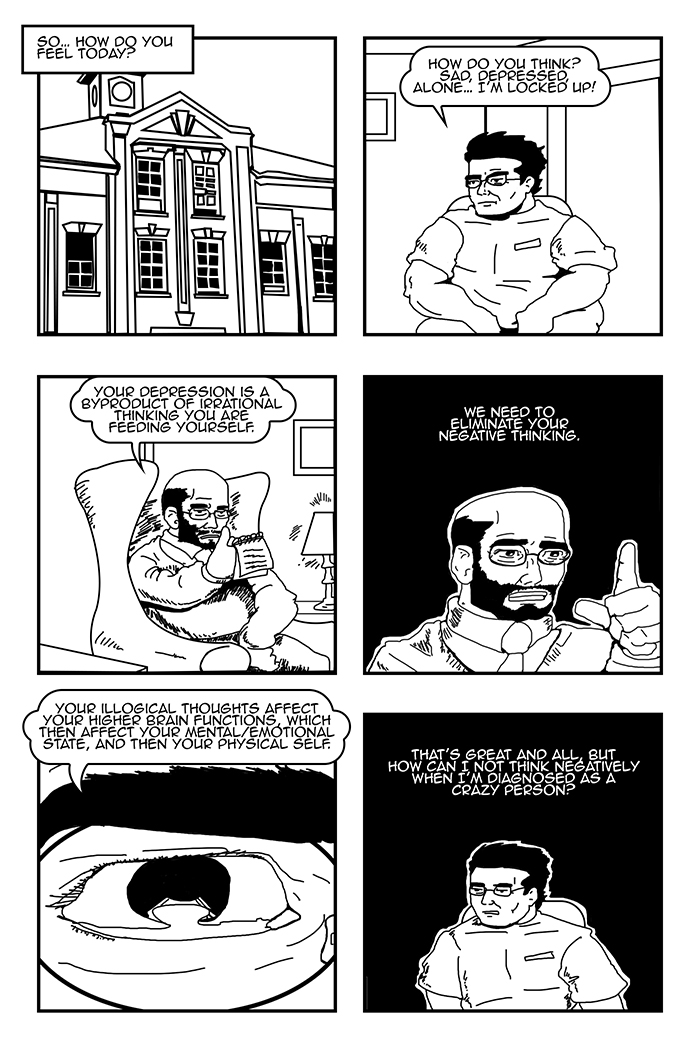 SO... HOW DO YOU
FEEL TODAY?
HOW DO YOU THINK?
SAD, DEPRESSED,
ALONE... I'M LOCKED UP!
YOUR DEPRESSION IS A
BYPRODUCT OF IRRATIONAL
THINKING YOU ARE
FEEDING YOURSELF.
WE NEED TO
ELIMINATE YOUR
NEGATIVE THINKING.
YOUR ILLOGICAL THOUGHTS AFFECT
YOUR HIGHER BRAIN FUNCTIONS, WHICH
THEN AFFECT YOUR MENTAL/EMOTIONAL
STATE, AND THEN YOUR PHYSICAL SELF.
THAT'S GREAT AND ALL, BUT
HOW CAN I NOT THINK NEGATIVELY
WHEN I'M DIAGNOSED AS A
CRAZY PERSON?